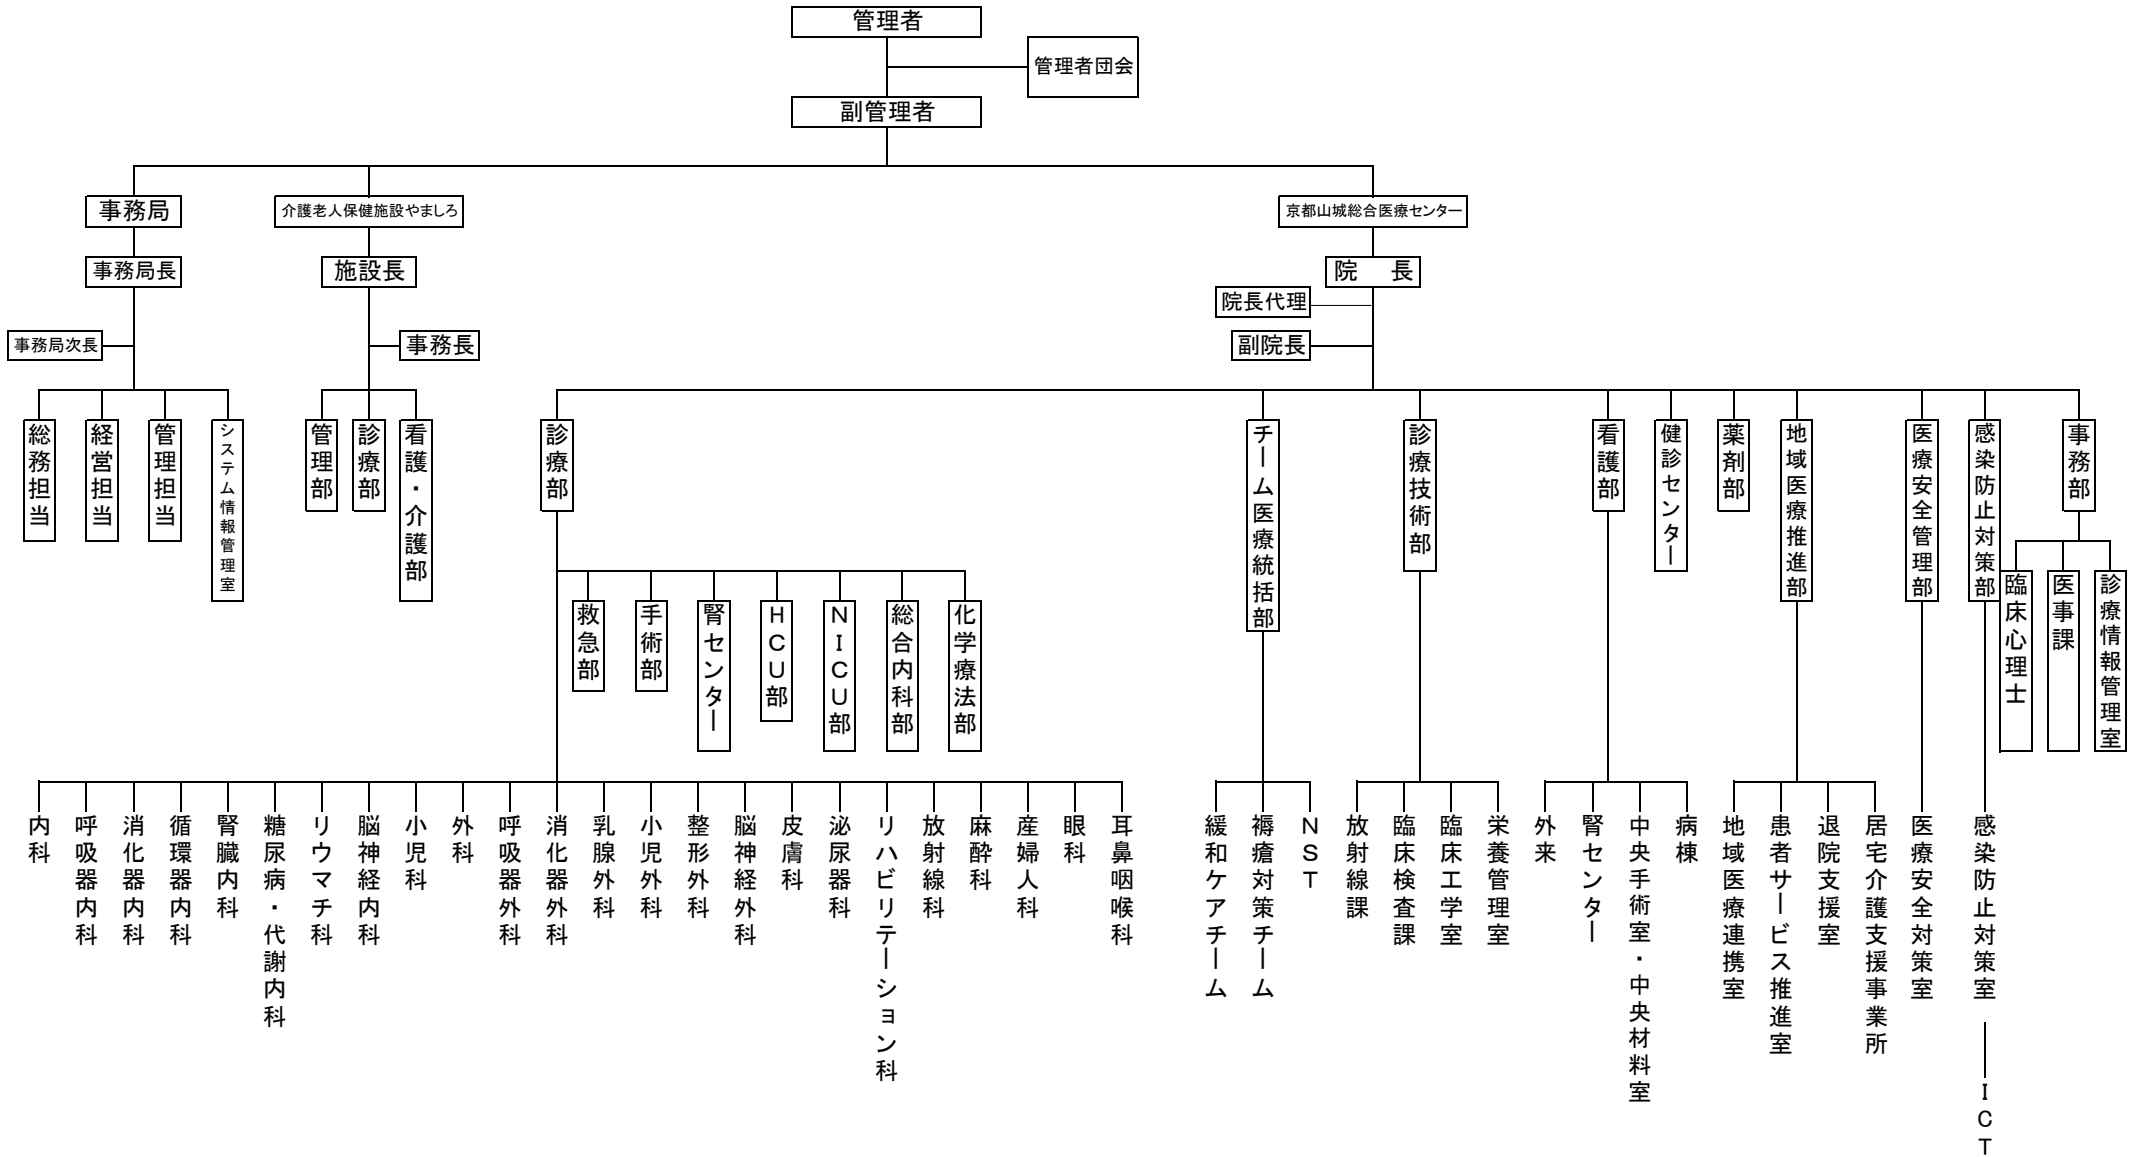 管理者
管理者団会
副管理者
事務局
介護老人保健施設やましろ
京都山城総合医療センター
事務局長
施設長
院　長
院長代理
事務局次長
事務長
副院長
総務担当
経営担当
管理担当
システム情報管理室
管理部
診療部
看護・介護部
診療部
チーム医療統括部
診療技術部
看護部
健診センター
薬剤部
地域医療推進部
医療安全管理部
感染防止対策部
事務部
臨床心理士
医事課
診療情報管理室
救急部
手術部
腎センター
ＨＣＵ部
ＮＩＣＵ部
総合内科部
化学療法部
内科
呼吸器内科
消化器内科
循環器内科
腎臓内科
糖尿病・代謝内科
リウマチ科
脳神経内科
小児科
外科
呼吸器外科
消化器外科
乳腺外科
小児外科
整形外科
脳神経外科
皮膚科
泌尿器科
リハビリテーション科
放射線科
麻酔科
産婦人科
眼科
耳鼻咽喉科
緩和ケアチーム
褥瘡対策チーム
ＮＳＴ
放射線課
臨床検査課
臨床工学室
栄養管理室
外来
腎センター
中央手術室・中央材料室
病棟
地域医療連携室
患者サービス推進室
退院支援室
居宅介護支援事業所
医療安全対策室
感染防止対策室
ＩＣＴ